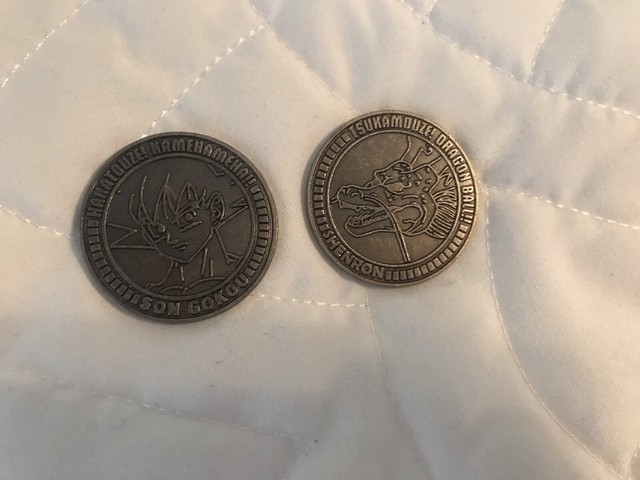 HANATOUZE! KAMEHAMEHA!!
SON GOKOU
TSUKAMOUZE! DRAGON BALL!!
SHENRON